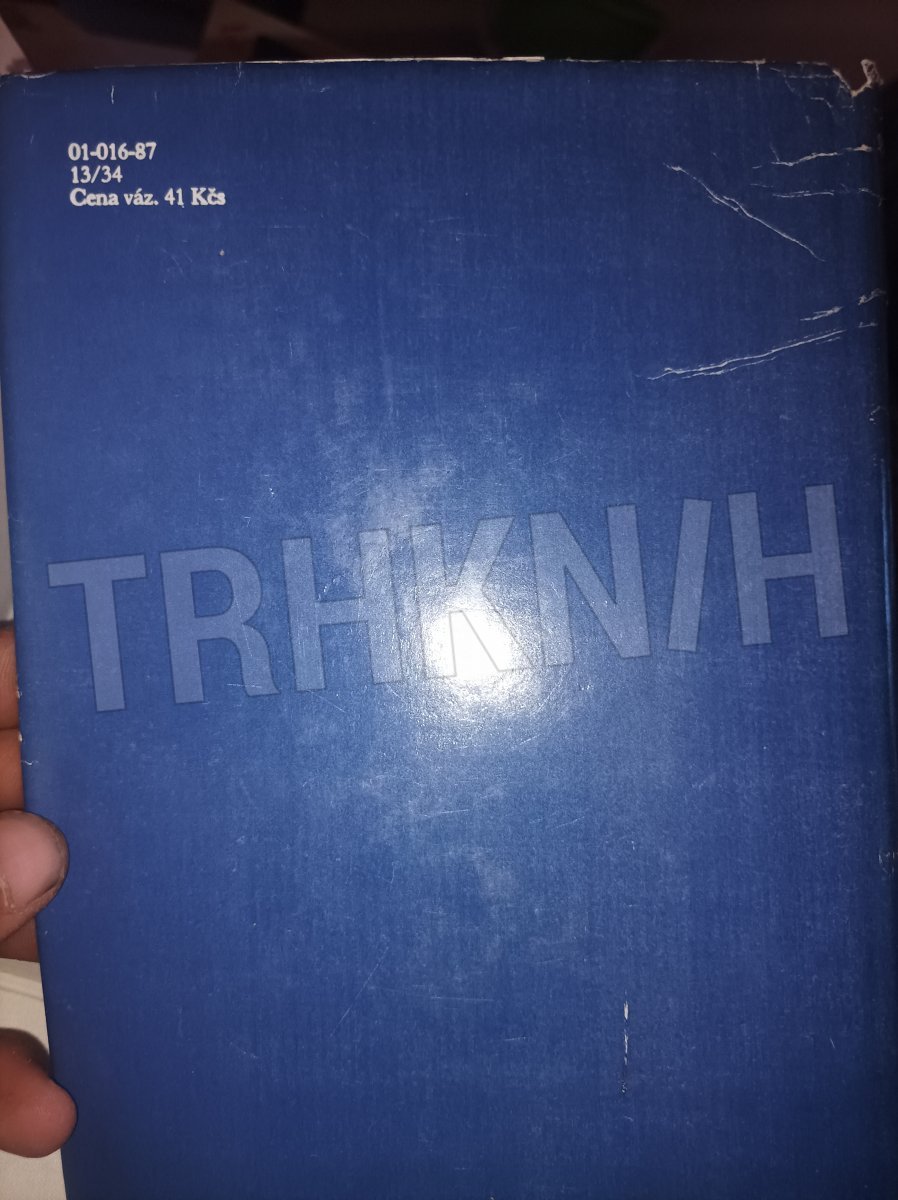 01-016-87
13/34
Cena váz. 41 Kčs
TRHKNIH